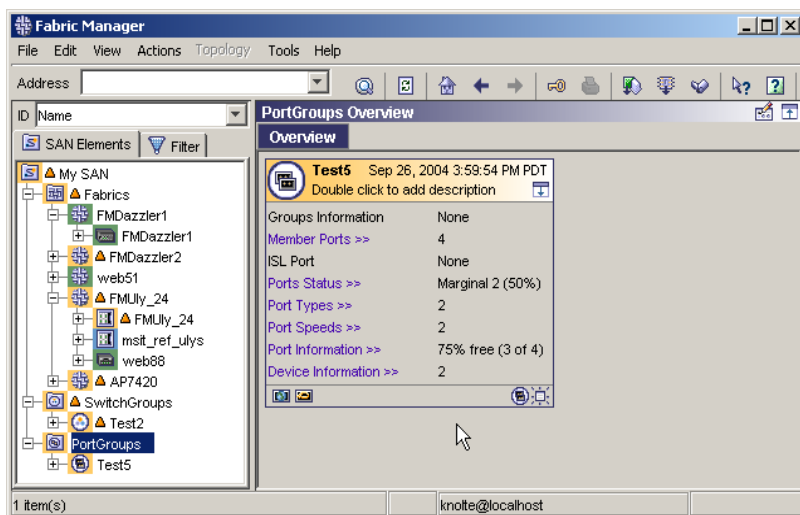 Fabric Manager
File Edit View Actions Topology Tools Help
Address
ID Name
SAN Elements Filter
My SAN
Fabrics
FMDazzler1
FMDazzler1
FMDazzler2
web51
FMUly_24
FMUly_24
msit_ref_ulys
web88
AP7420
SwitchGroups
Test2
PortGroups
Test5
PortGroups Overview
Overview
Test5 Sep 26, 2004 3:59:54 PM PDT
Double click to add description
Groups Information None
Member Ports >> 4
ISL Port None
Ports Status >> Marginal 2 (50%)
Port Types >> 2
Port Speeds >> 2
Port Information >> 75% free (3 of 4)
Device Information >> 2
1 item(s)
knolte@localhost